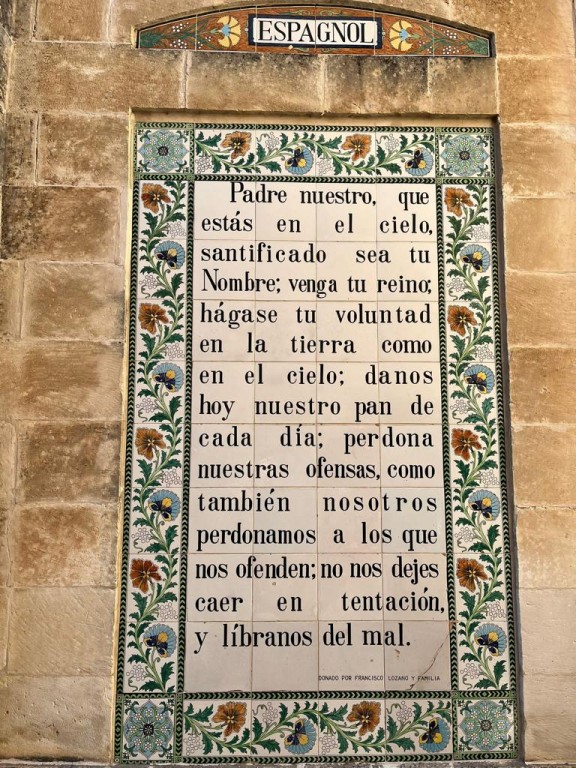 ESPAGNOL
Padre nuestro, que
estás en el cielo,
santificado sea tu
Nombre; venga tu reino;
hágase tu voluntad
en la tierra como
en el cielo; danos
hoy nuestro pan de
cada día; perdona
nuestras ofensas, como
también nosotros
perdonamos a los que
nos ofenden; no nos dejes
caer en tentación,
y líbranos del mal.
DONADO POR FRANCISCO LOZANO Y FAMILIA